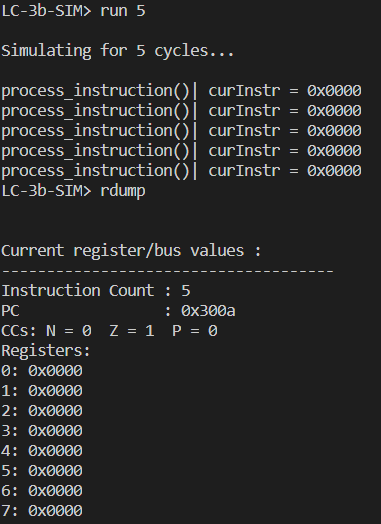 LC-3b-SIM> run 5
Simulating for 5 cycles...
process_instruction()| curInstr = 0x0000
process_instruction()| curInstr = 0x0000
process_instruction()| curInstr = 0x0000
process_instruction()| curInstr = 0x0000
process_instruction()| curInstr = 0x0000
LC-3b-SIM> rdump
Current register/bus values :
-------------------------------------
Instruction Count : 5
PC                : 0x300a
CCs: N = 0  Z = 1  P = 0
Registers:
0: 0x0000
1: 0x0000
2: 0x0000
3: 0x0000
4: 0x0000
5: 0x0000
6: 0x0000
7: 0x0000